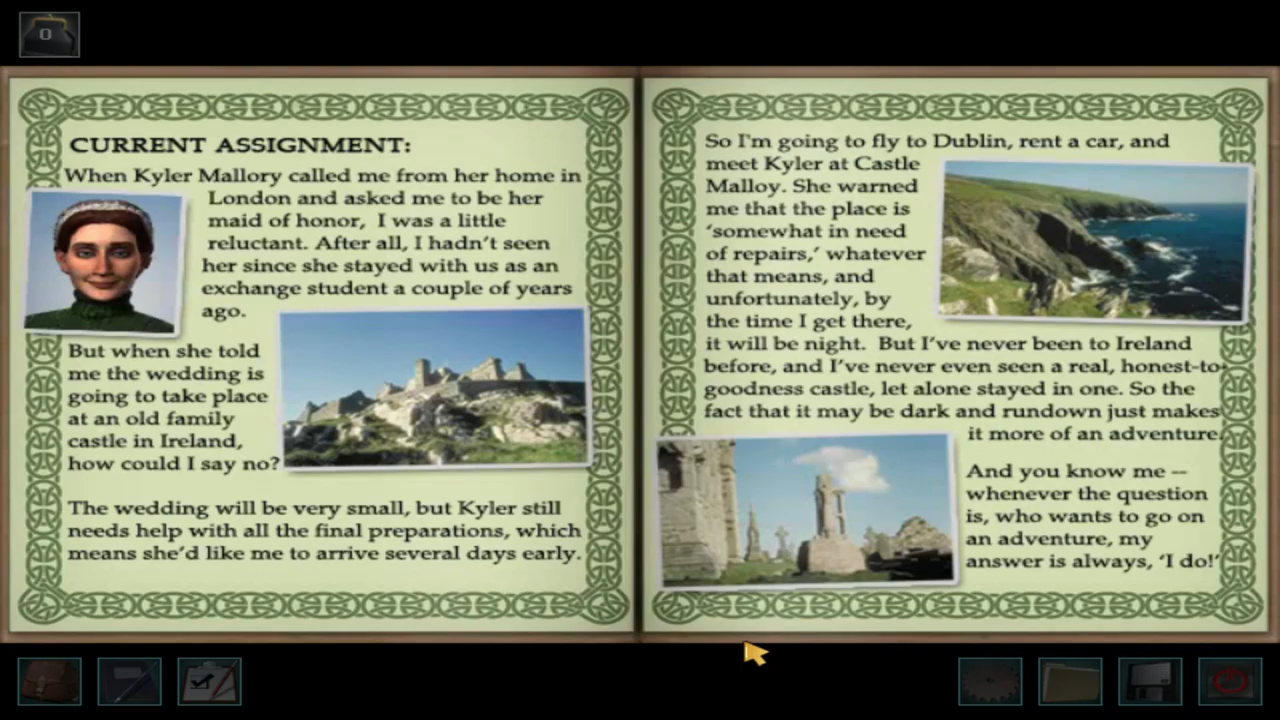 0
CURRENT ASSIGNMENT:
When Kyler Mallory called me from her home in
London and asked me to be her
maid of honor,  I was a little
reluctant. After all, I hadn't seen
her since she stayed with us as an
exchange student a couple of years
ago.
But when she told
me the wedding is
going to take place
at an old family
castle in Ireland,
how could I say no?
The wedding will be very small, but Kyler still
needs help with all the final preparations, which
means she'd like me to arrive several days early.
So I'm going to fly to Dublin, rent a car, and
meet Kyler at Castle
Malloy. She warned
me that the place is
'somewhat in need
of repairs,' whatever
that means, and
unfortunately, by
the time I get there,
it will be night.  But I've never been to Ireland
before, and I've never even seen a real, honest-to-
goodness castle, let alone stayed in one. So the
fact that it may be dark and rundown just makes
it more of an adventure.
And you know me --
whenever the question
is, who wants to go on
an adventure, my
answer is always, 'I do!'